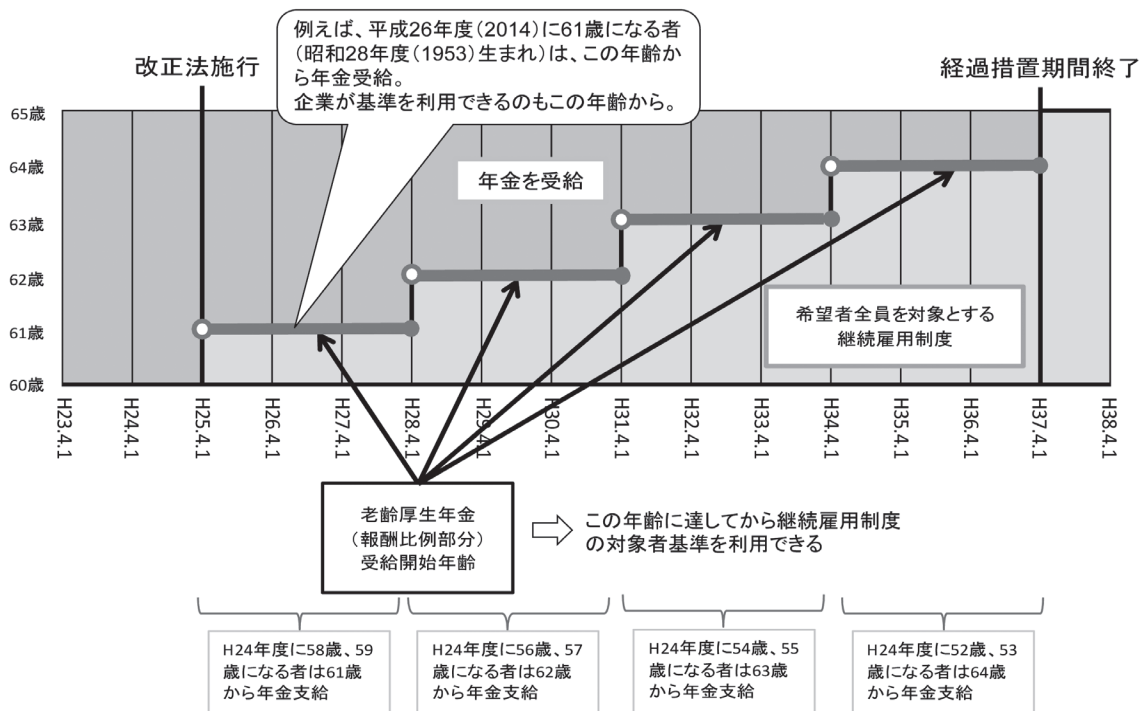 例えば、平成26年度(2014)に61歳になる者
(昭和28年度(1953)生まれ)は、この年齢か
ら年金受給。
企業が基準を利用できるのもこの年齢から。
改正法施行
経過措置期間終了
65歳
64歳
63歳
62歳
61歳
60歳
年金を受給
希望者全員を対象とする
継続雇用制度
H23.4.1
H24.4.1
H25.4.1
H26.4.1
H27.4.1
H28.4.1
H29.4.1
H30.4.1
H31.4.1
H32.4.1
H33.4.1
H34.4.1
H35.4.1
H36.4.1
H37.4.1
H38.4.1
老齢厚生年金
(報酬比例部分)
受給開始年齢
この年齢に達してから継続雇用制度
の対象者基準を利用できる
H24年度に58歳、59
歳になる者は61歳
から年金支給
H24年度に56歳、57
歳になる者は62歳
から年金支給
H24年度に54歳、55
歳になる者は63歳
から年金支給
H24年度に52歳、53
歳になる者は64歳
から年金支給